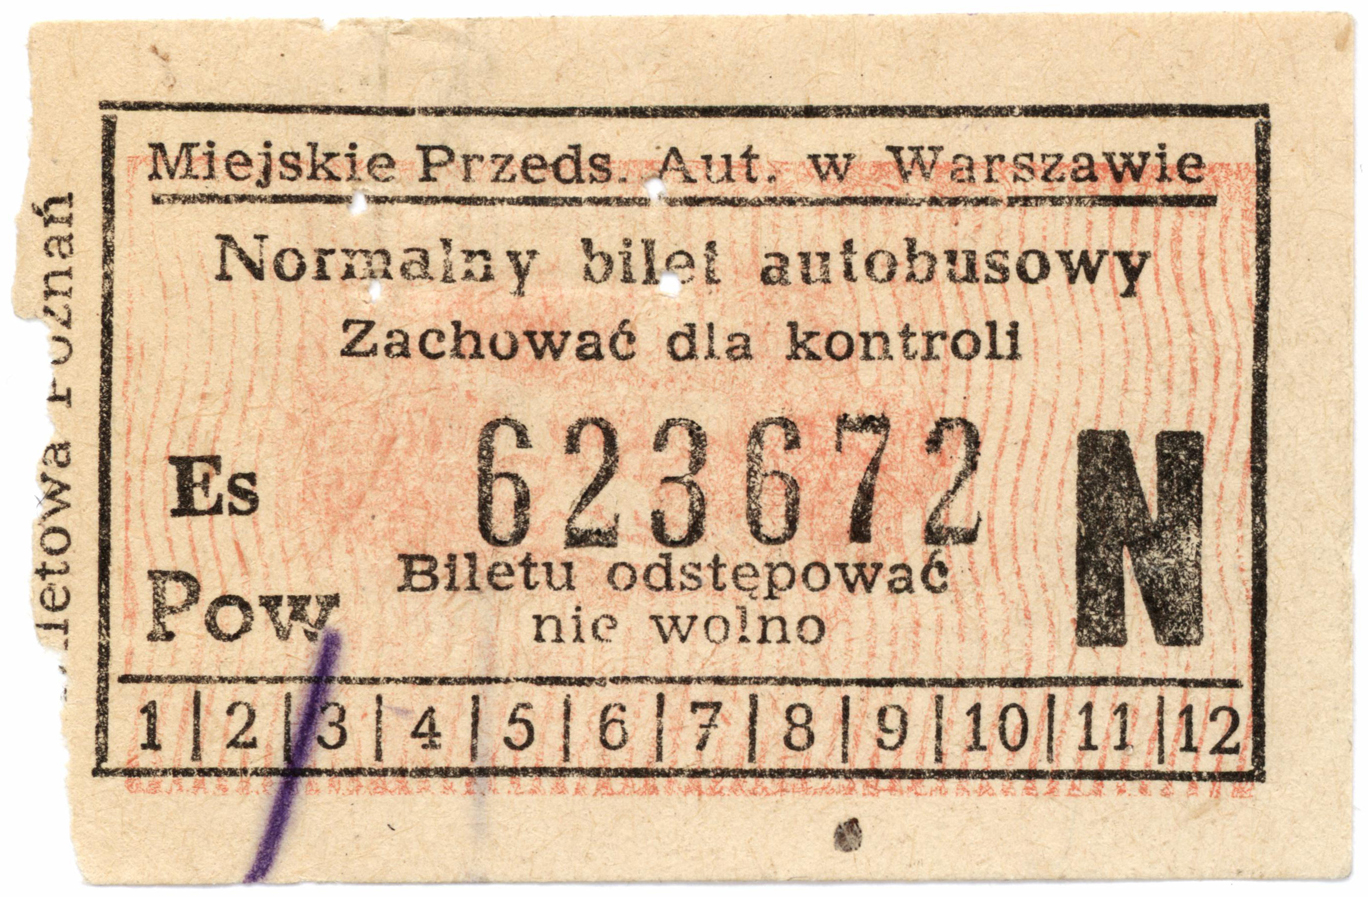 Miejskie Przeds. Aut. w Warszawie
Normalny bilet autobusowy
Zachować dla kontroli
623672
Es
N
Biletu odstępować
Pow
nie wolno
1|2|3|4|5|6|7|8|9|10|11|12
Poznań